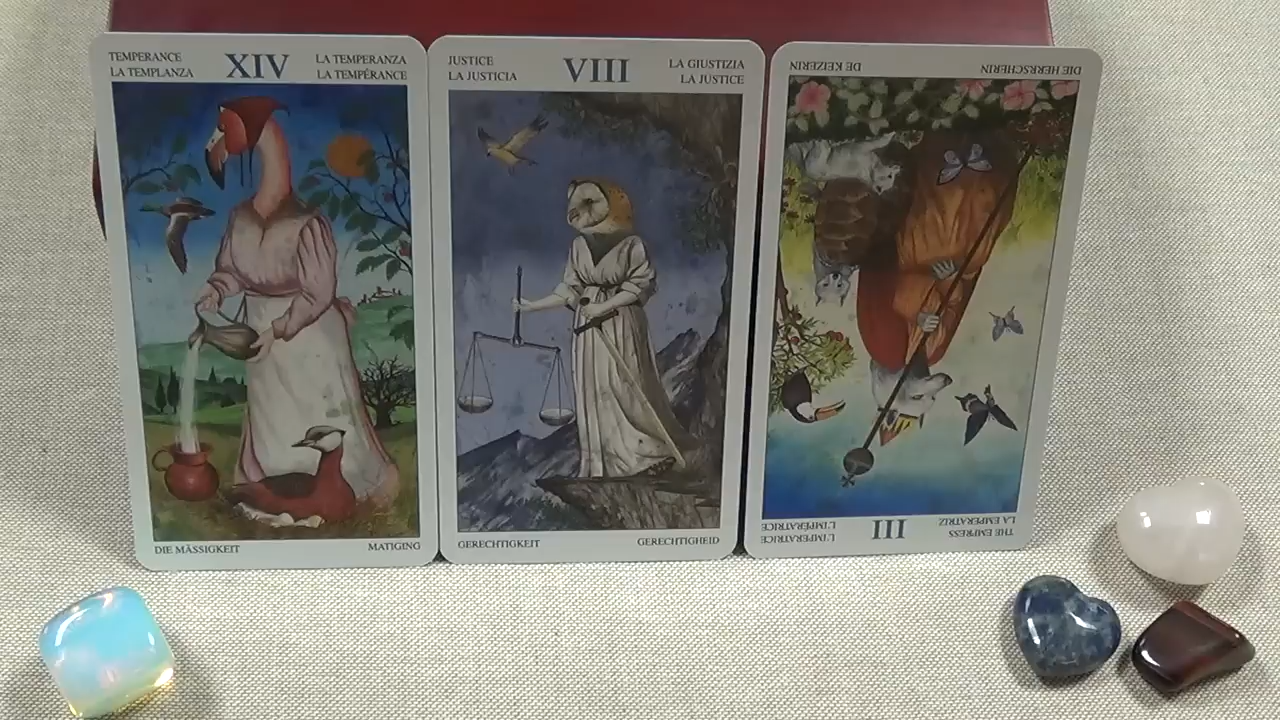 TEMPERANCE XIV LA TEMPERANZA
LA TEMPLANZA LA TEMPÉRANCE
DIE MÄSSIGKEIT MATIGING
JUSTICE VIII LA GIUSTIZIA
LA JUSTICIA LA JUSTICE
GERECHTIGKEIT GERECHTIGHEID
THE EMPRESS III L'IMPERATRICE
LA EMPERATRIZ L'IMPÉRATRICE
DIE HERRSCHERIN DE KEIZERIN